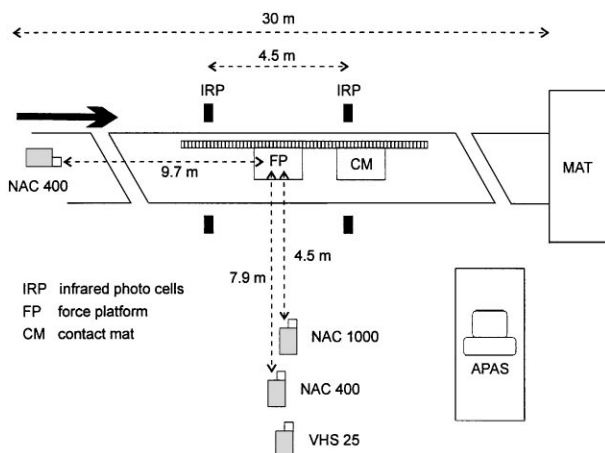 30 m
4.5 m
IRP
IRP
FP
CM
MAT
NAC 400
9.7 m
4.5 m
7.9 m
IRP infrared photo cells
FP force platform
CM contact mat
NAC 1000
APAS
NAC 400
VHS 25